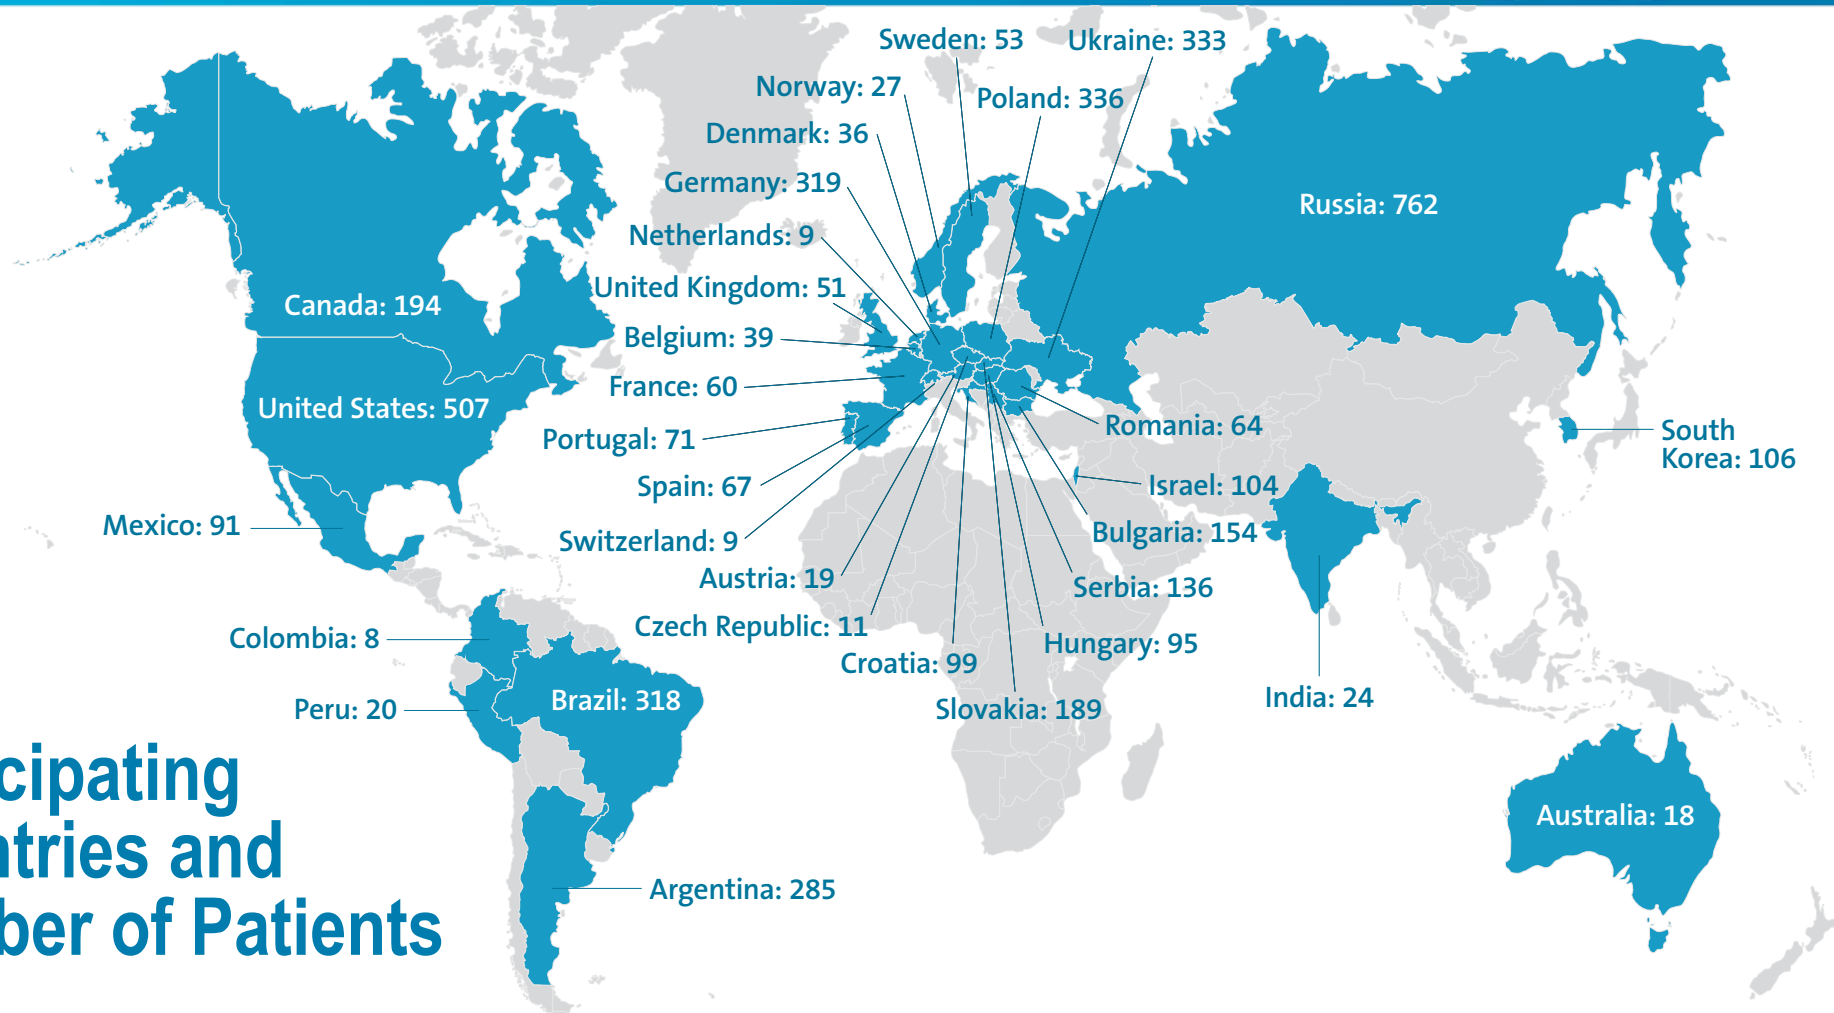 Sweden: 53
Ukraine: 333
Norway: 27
Poland: 336
Denmark: 36
Germany: 319
Russia: 762
Netherlands: 9
United Kingdom: 51
Canada: 194
Belgium: 39
France: 60
United States: 507
Romania: 64
Portugal: 71
South
Korea: 106
Spain: 67
Israel: 104
Mexico: 91
Bulgaria: 154
Switzerland: 9
Austria: 19
Serbia: 136
Czech Republic: 11
Colombia: 8
Hungary: 95
Croatia: 99
India: 24
Brazil: 318
Peru: 20
Slovakia: 189
Australia: 18
Argentina: 285
cipating
ntries and
ber of Patients